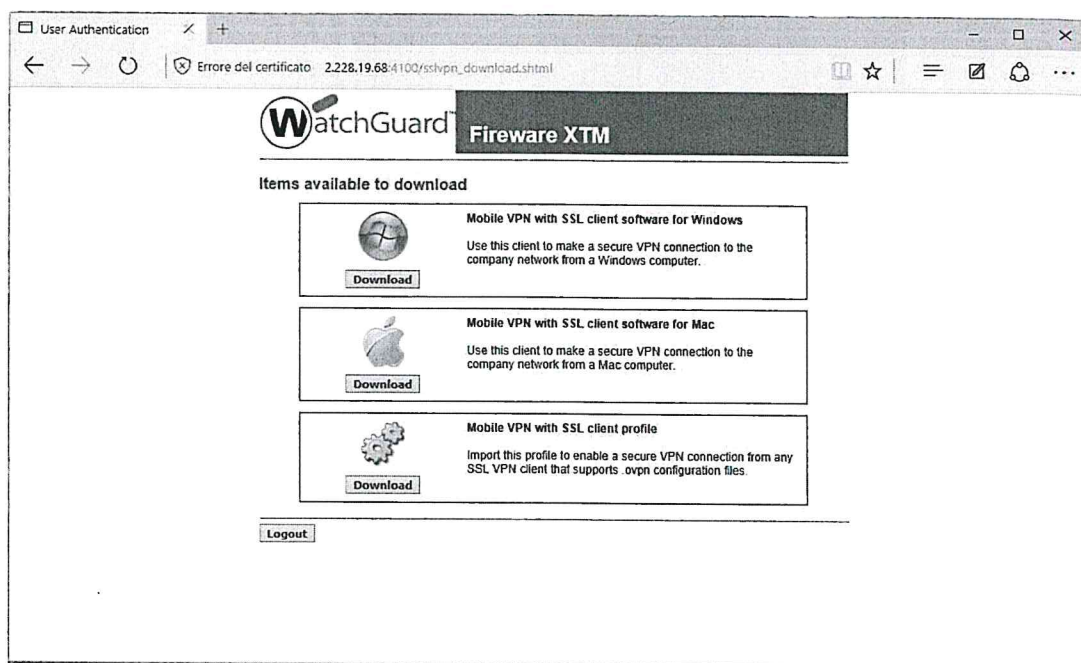 User Authentication
Errore del certificato 2.228.19.68:4100/sslvpn_download.shtml
WatchGuard™
Fireware XTM
Items available to download
Mobile VPN with SSL client software for Windows
Use this client to make a secure VPN connection to the
company network from a Windows computer.
Download
Mobile VPN with SSL client software for Mac
Use this client to make a secure VPN connection to the
company network from a Mac computer.
Download
Mobile VPN with SSL client profile
Import this profile to enable a secure VPN connection from any
SSL VPN client that supports .ovpn configuration files.
Download
Logout